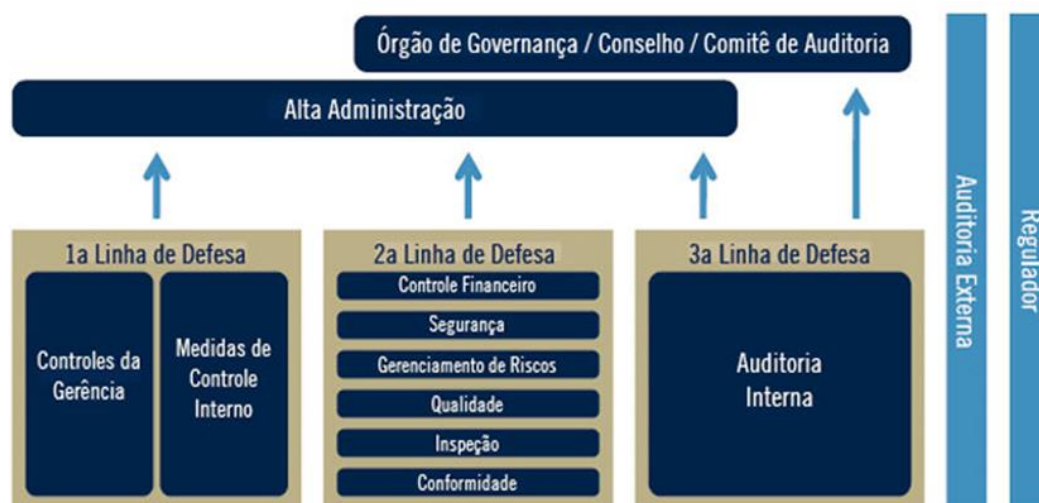 Órgão de Governança / Conselho / Comitê de Auditoria
Alta Administração
1a Linha de Defesa
Controles da
Gerência
Medidas de
Controle
Interno
2a Linha de Defesa
Controle Financeiro
Segurança
Gerenciamento de Riscos
Qualidade
Inspeção
Conformidade
3a Linha de Defesa
Auditoria
Interna
Auditoria Externa
Regulador